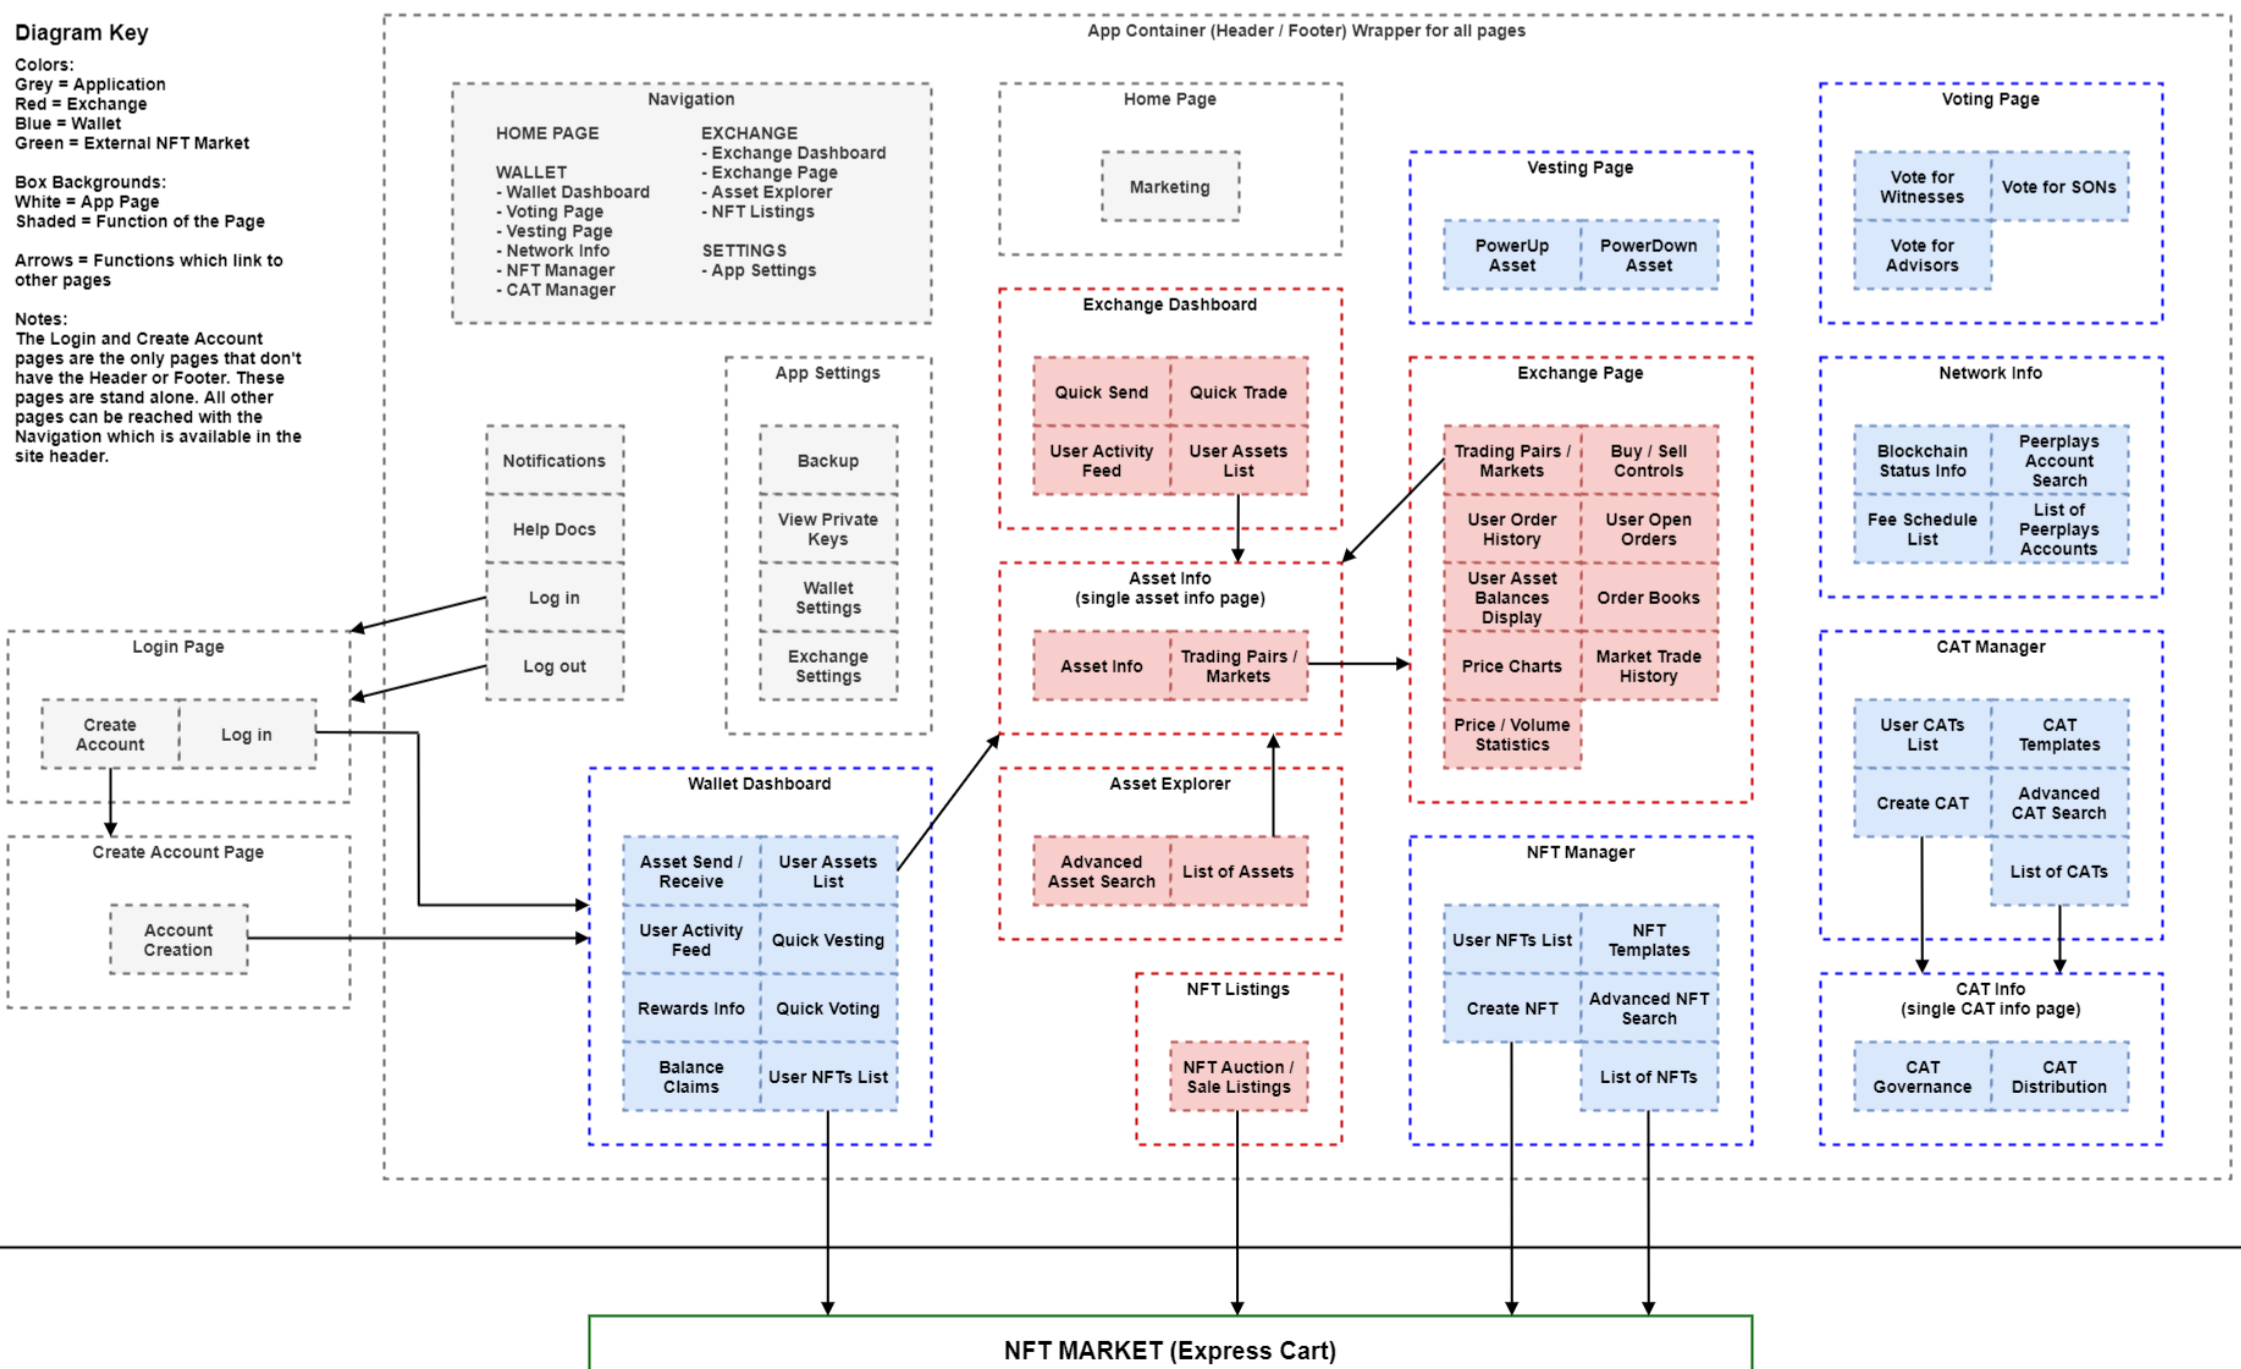 Diagram Key
Colors:
Grey = Application
Red = Exchange
Blue = Wallet
Green = External NFT Market
Box Backgrounds:
White = App Page
Shaded = Function of the Page
Arrows = Functions which link to
other pages
Notes:
The Login and Create Account
pages are the only pages that don't
have the Header or Footer. These
pages are stand alone. All other
pages can be reached with the
Navigation which is available in the
site header.
App Container (Header / Footer) Wrapper for all pages
Navigation
HOME PAGE
WALLET
- Wallet Dashboard
- Voting Page
- Vesting Page
- Network Info
- NFT Manager
- CAT Manager
EXCHANGE
- Exchange Dashboard
- Exchange Page
- Asset Explorer
- NFT Listings
SETTINGS
- App Settings
Home Page
Marketing
Vesting Page
PowerUp
Asset
PowerDown
Asset
Voting Page
Vote for
Witnesses
Vote for SONs
Vote for
Advisors
Notifications
Help Docs
Log in
Log out
App Settings
Backup
View Private
Keys
Wallet
Settings
Exchange
Settings
Exchange Dashboard
Quick Send
Quick Trade
User Activity
Feed
User Assets
List
Exchange Page
Trading Pairs /
Markets
Buy / Sell
Controls
User Order
History
User Open
Orders
User Asset
Balances
Display
Order Books
Price Charts
Market Trade
History
Price / Volume
Statistics
Network Info
Blockchain
Status Info
Peerplays
Account
Search
Fee Schedule
List
List of
Peerplays
Accounts
Asset Info
(single asset info page)
Asset Info
Trading Pairs /
Markets
Login Page
Create
Account
Log in
Create Account Page
Account
Creation
Wallet Dashboard
Asset Send /
Receive
User Assets
List
User Activity
Feed
Quick Vesting
Rewards Info
Quick Voting
Balance
Claims
User NFTs List
Asset Explorer
Advanced
Asset Search
List of Assets
NFT Listings
NFT Auction /
Sale Listings
NFT Manager
User NFTs List
NFT
Templates
Create NFT
Advanced NFT
Search
List of NFTs
CAT Manager
User CATs
List
CAT
Templates
Create CAT
Advanced
CAT Search
List of CATs
CAT Info
(single CAT info page)
CAT
Governance
CAT
Distribution
NFT MARKET (Express Cart)